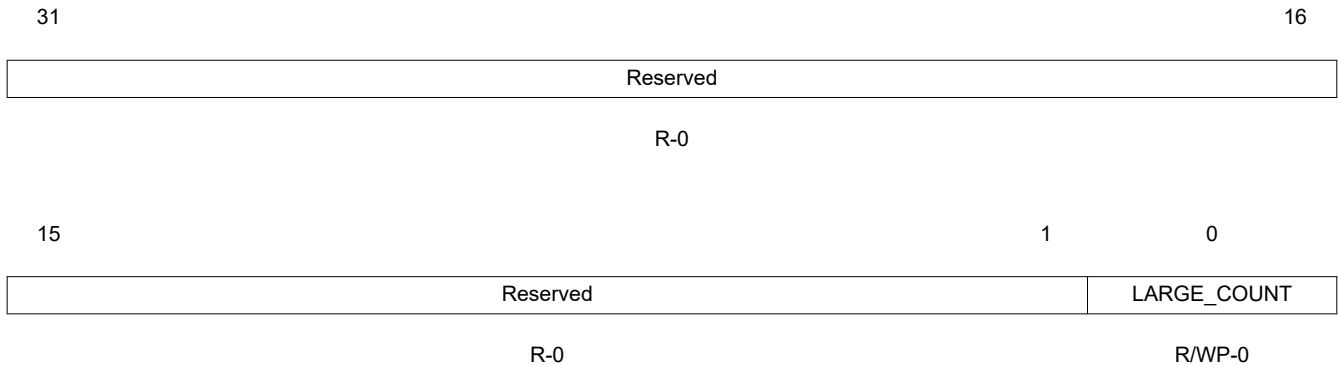 31 16
Reserved
R-0
15 1 0
Reserved LARGE_COUNT
R-0 R/WP-0